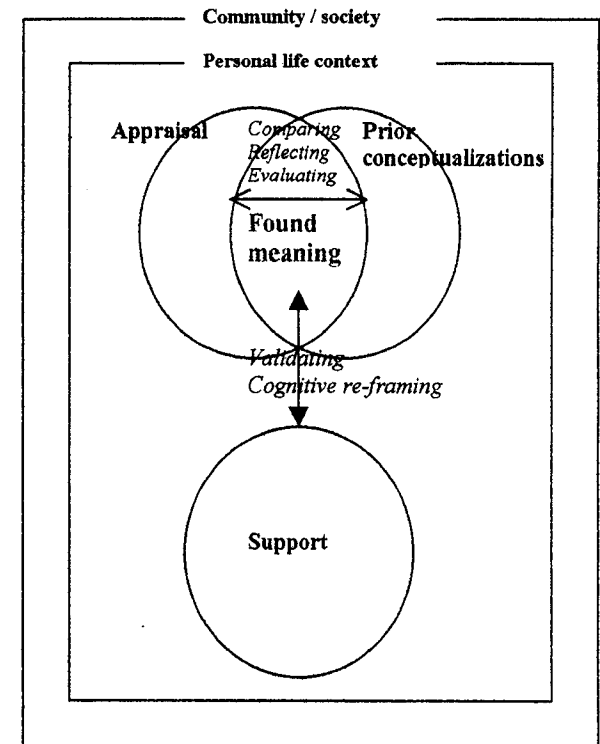 Community / society
Personal life context
Appraisal
Comparing
Reflecting
Evaluating
Prior
conceptualizations
Found
meaning
Validating
Cognitive re-framing
Support